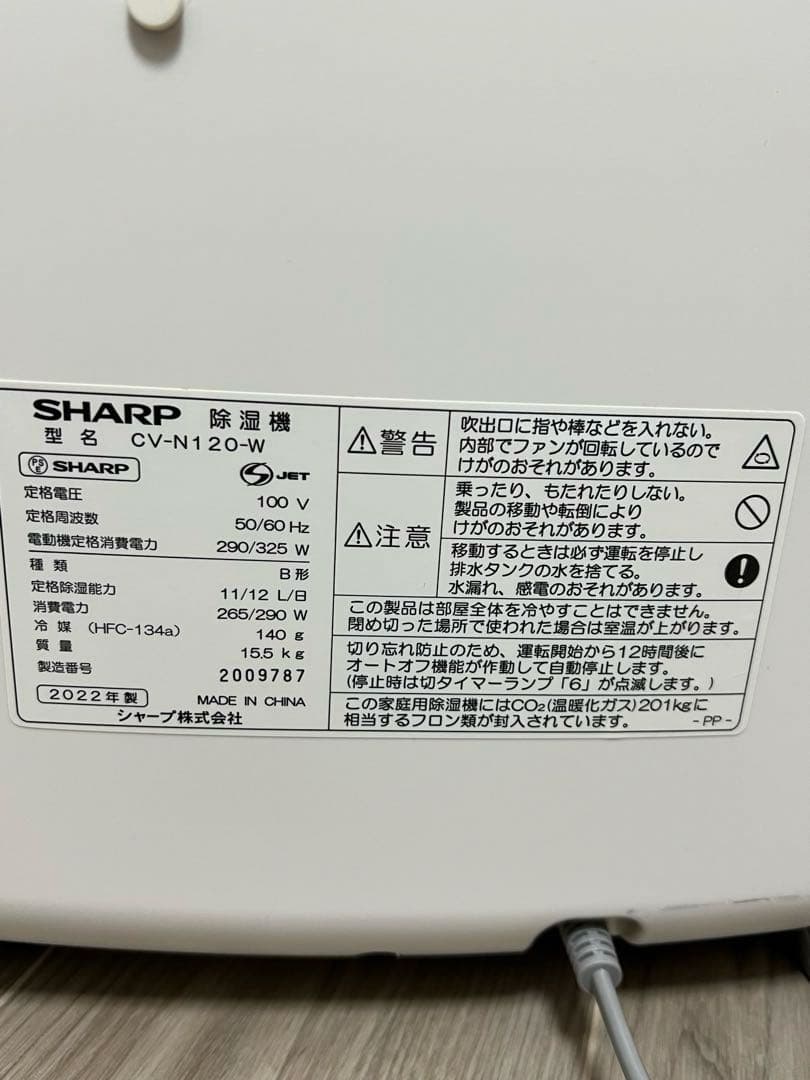 SHARP 除湿機
型名 CV-N120-W
PSE SHARP
S JET
定格電圧 100 V
定格周波数 50/60 Hz
電動機定格消費電力 290/325 W
種類 B形
定格除湿能力 11/12 L/日
消費電力 265/290 W
冷媒 (HFC-134a) 140 g
質量 15.5 kg
製造番号 2009787
2022年製 MADE IN CHINA
シャープ株式会社
⚠警告
吹出口に指や棒などを入れない。
内部でファンが回転しているので
けがのおそれがあります。
⚠注意
乗ったり、もたれたりしない。
製品の移動や転倒により
けがのおそれがあります。
移動するときは必ず運転を停止し
排水タンクの水を捨てる。
水漏れ、感電のおそれがあります。
この製品は部屋全体を冷やすことはできません。
閉め切った場所で使われた場合は室温が上がります。
切り忘れ防止のため、運転開始から12時間後に
オートオフ機能が作動して自動停止します。
(停止時は切タイマーランプ「6」が点滅します。)
この家庭用除湿機にはCO₂(温暖化ガス)201kgに
相当するフロン類が封入されています。 -PP-